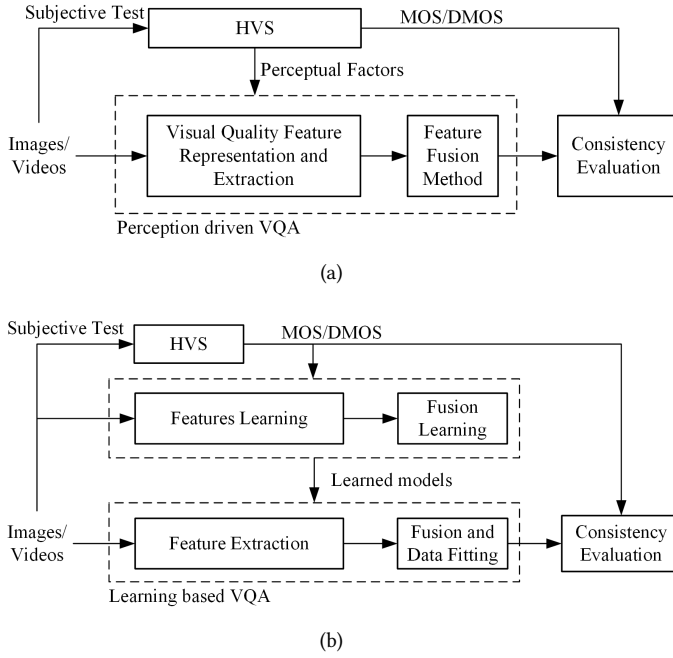 Subjective Test
HVS
MOS/DMOS
Perceptual Factors
Images/
Videos
Visual Quality Feature
Representation and
Extraction
Feature
Fusion
Method
Consistency
Evaluation
Perception driven VQA
(a)
Subjective Test
HVS
MOS/DMOS
Features Learning
Fusion
Learning
Learned models
Images/
Videos
Feature Extraction
Fusion and
Data Fitting
Consistency
Evaluation
Learning based VQA
(b)